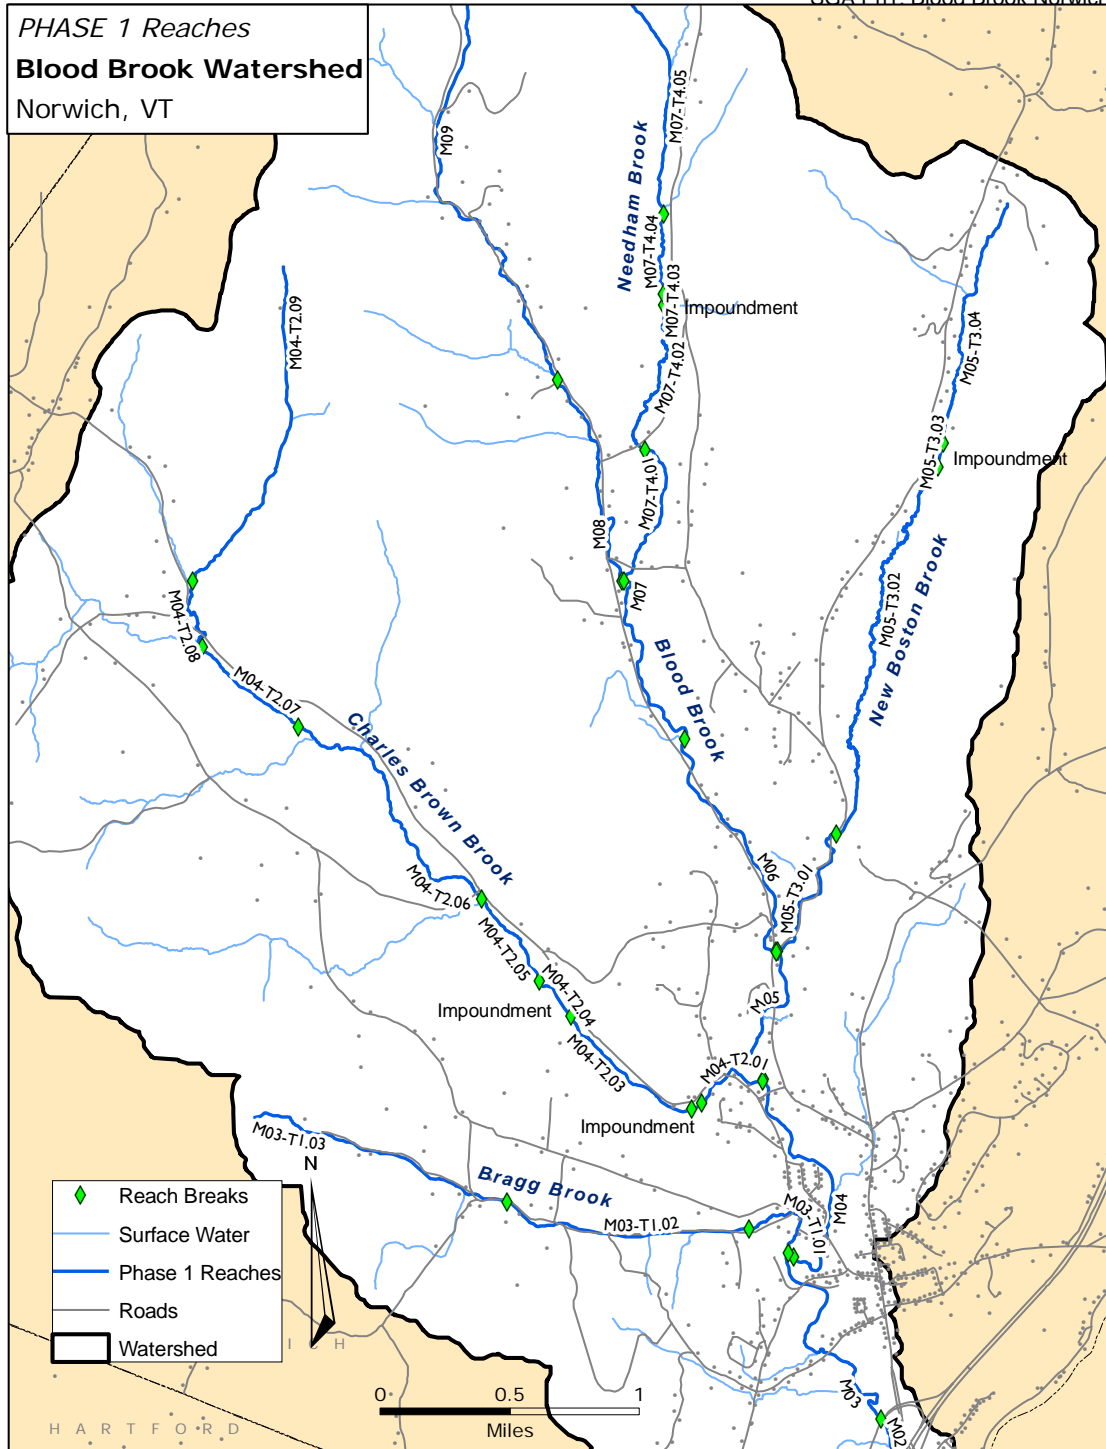 PHASE 1 Reaches
Blood Brook Watershed
Norwich, VT
M09
M07-T4.05
Needham Brook
M07-T4.04
M07-T4.03
Impoundment
M04-T2.09
M07-T4.02
M05-T3.04
M05-T3.03
Impoundment
M07-T4.01
M08
M07
M04-T2.08
M05-T3.02
New Boston Brook
M04-T2.07
Blood Brook
Charles Brown Brook
M06
M05-T3.01
M04-T2.06
M04-T2.05
M04-T2.04
Impoundment
M05
M04-T2.03
M04-T2.01
Impoundment
M03-T1.03
N
Bragg Brook
M03-T1.02
M03-T1.01
M04
Reach Breaks
Surface Water
Phase 1 Reaches
Roads
Watershed
I C H
0 0.5 1
Miles
M03
M02
H A R T F O R D